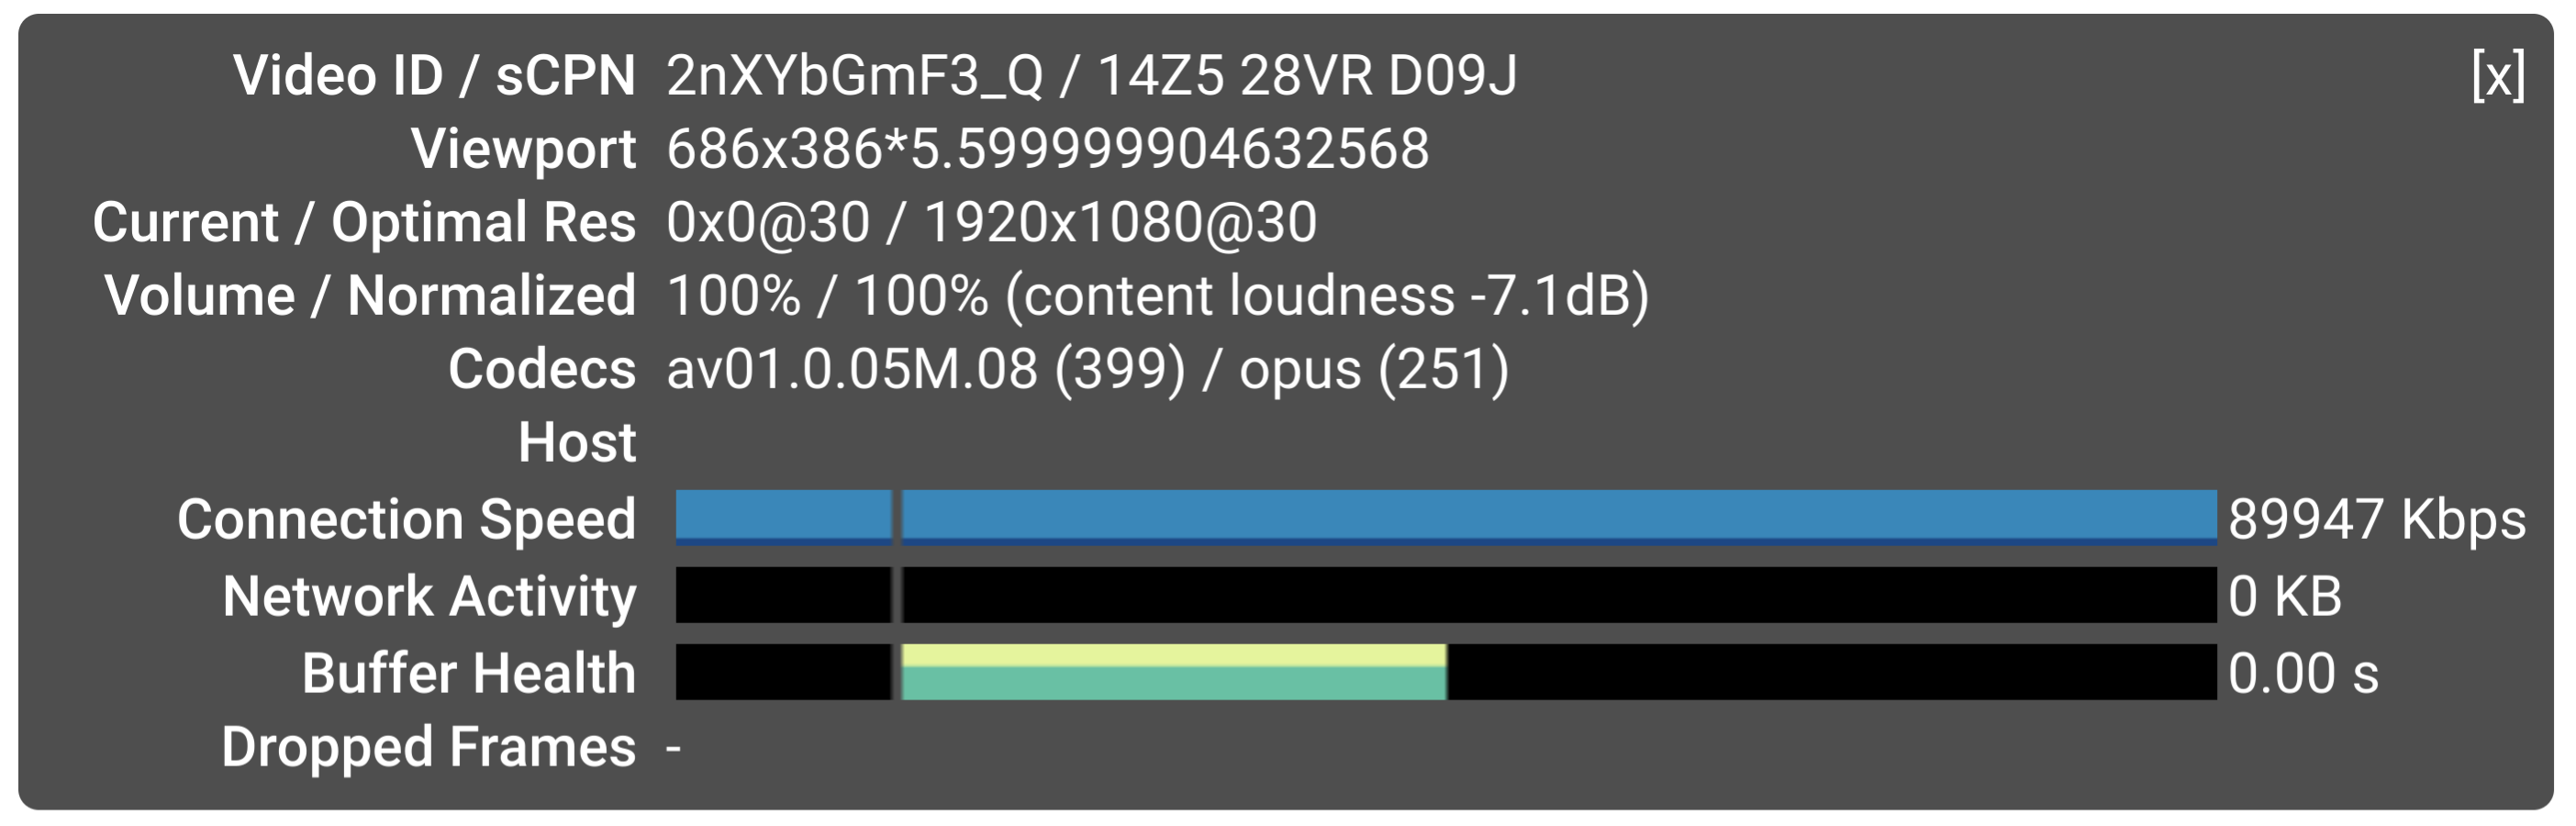 Video ID / sCPN 2nXYbGmF3_Q / 14Z5 28VR D09J [x]
Viewport 686x386*5.599999904632568
Current / Optimal Res 0x0@30 / 1920x1080@30
Volume / Normalized 100% / 100% (content loudness -7.1dB)
Codecs av01.0.05M.08 (399) / opus (251)
Host
Connection Speed 89947 Kbps
Network Activity 0 KB
Buffer Health 0.00 s
Dropped Frames -